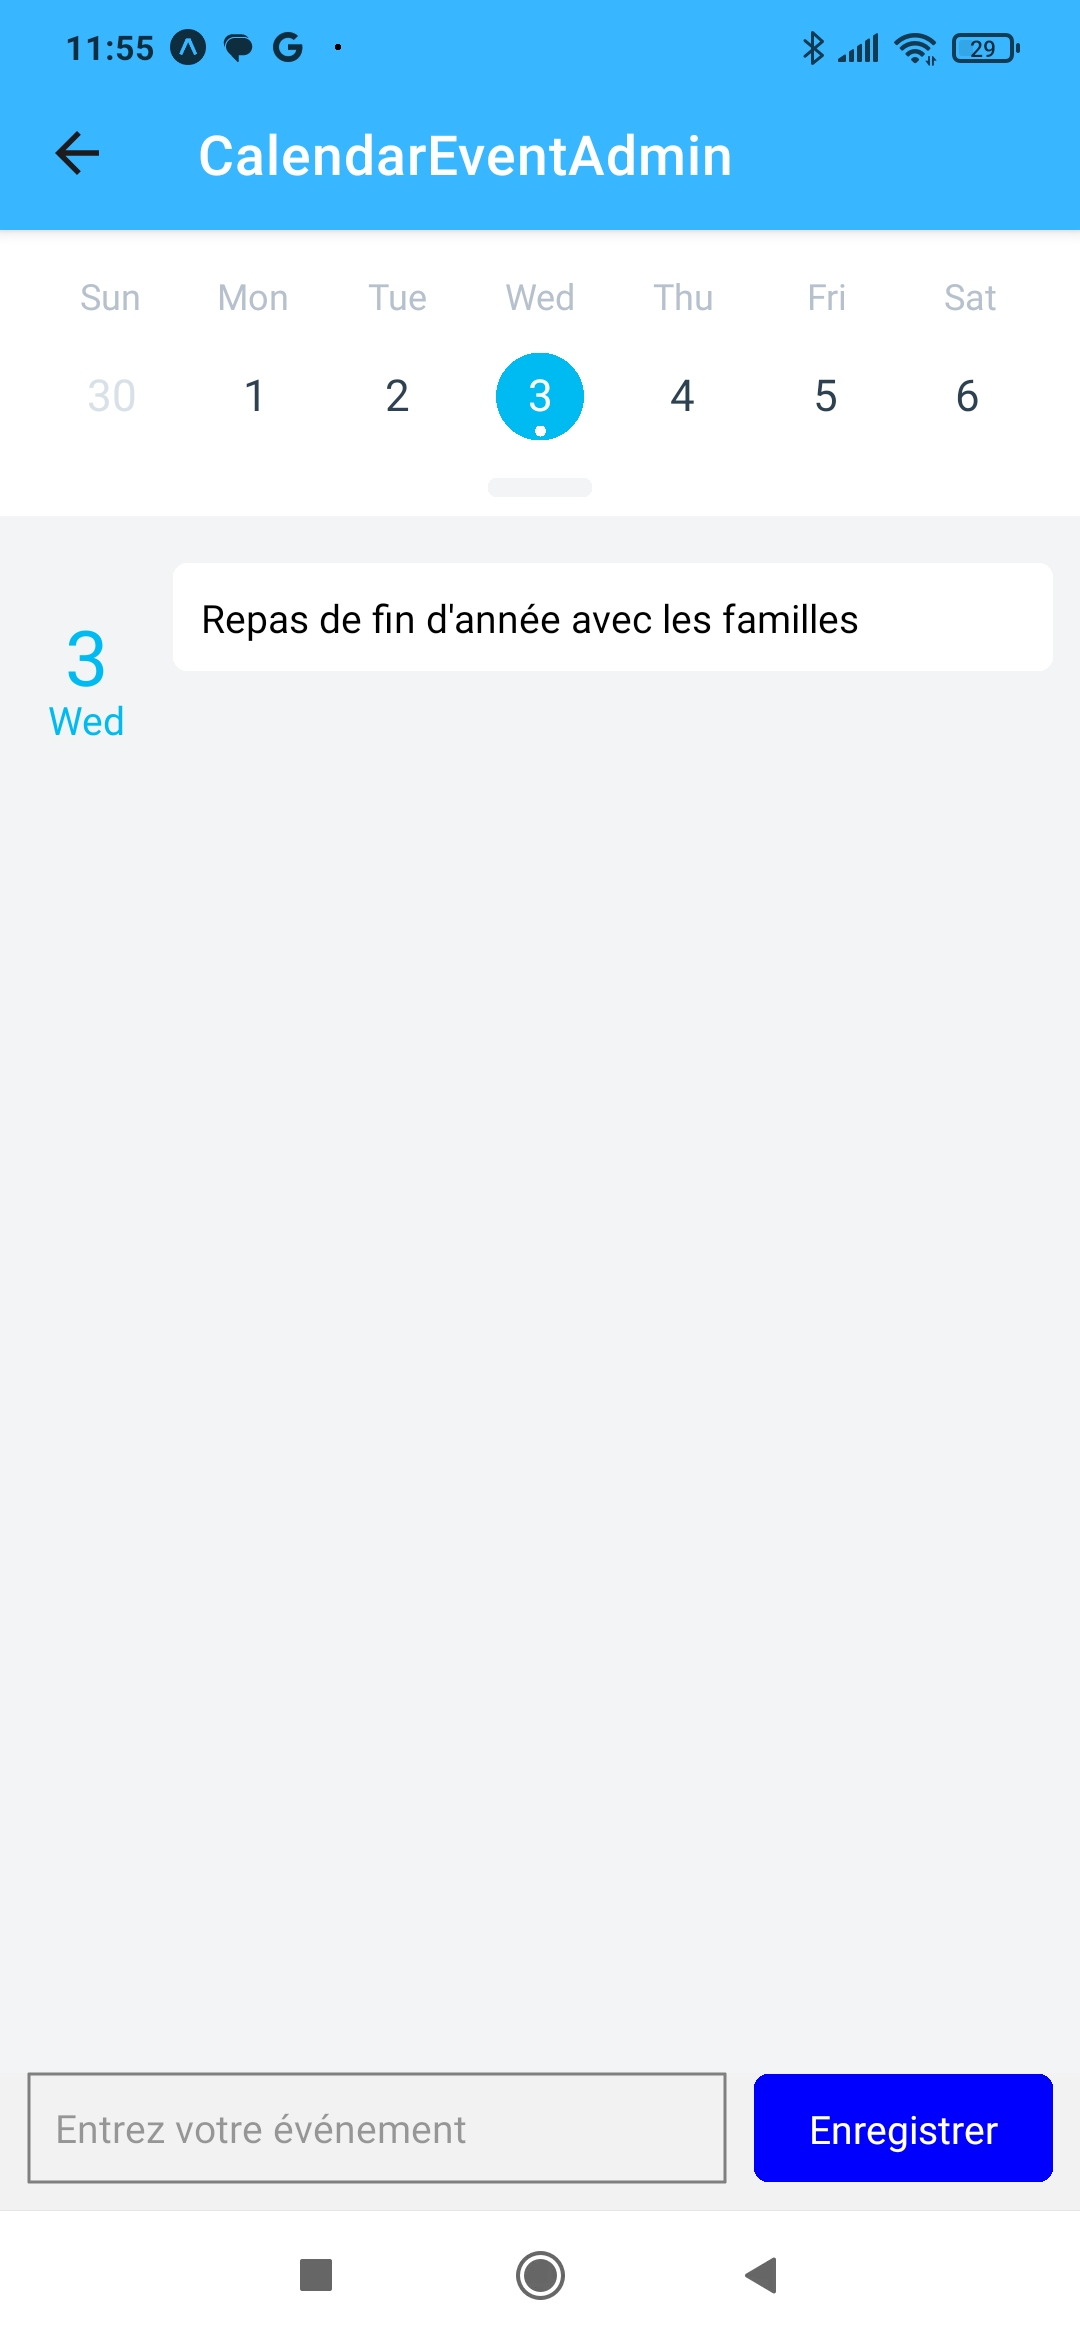 11:55
29
CalendarEventAdmin
Sun Mon Tue Wed Thu Fri Sat
30 1 2 3 4 5 6
Repas de fin d'année avec les familles
3
Wed
Entrez votre événement
Enregistrer